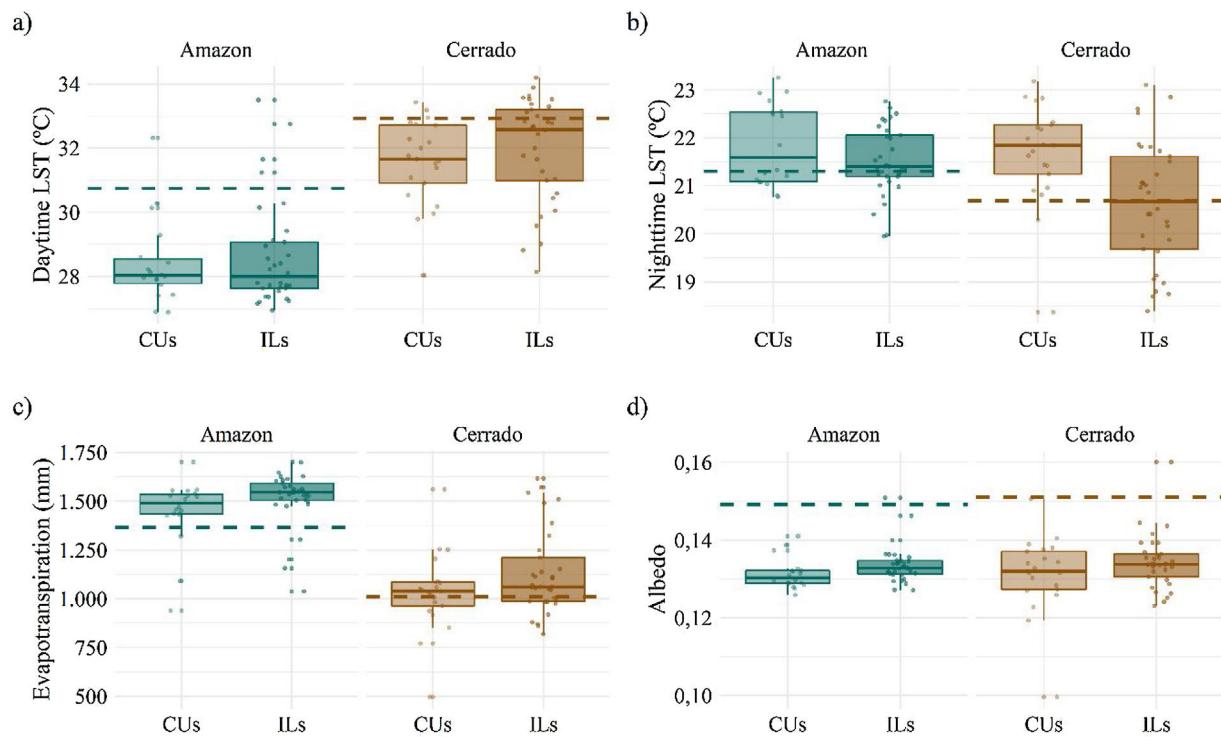 a)
Amazon
Cerrado
Daytime LST (ºC)
34
32
30
28
CUs
ILs
CUs
ILs
b)
Amazon
Cerrado
Nighttime LST (ºC)
23
22
21
20
19
CUs
ILs
CUs
ILs
c)
Amazon
Cerrado
Evapotranspiration (mm)
1.750
1.500
1.250
1.000
750
500
CUs
ILs
CUs
ILs
d)
Amazon
Cerrado
Albedo
0,16
0,14
0,12
0,10
CUs
ILs
CUs
ILs